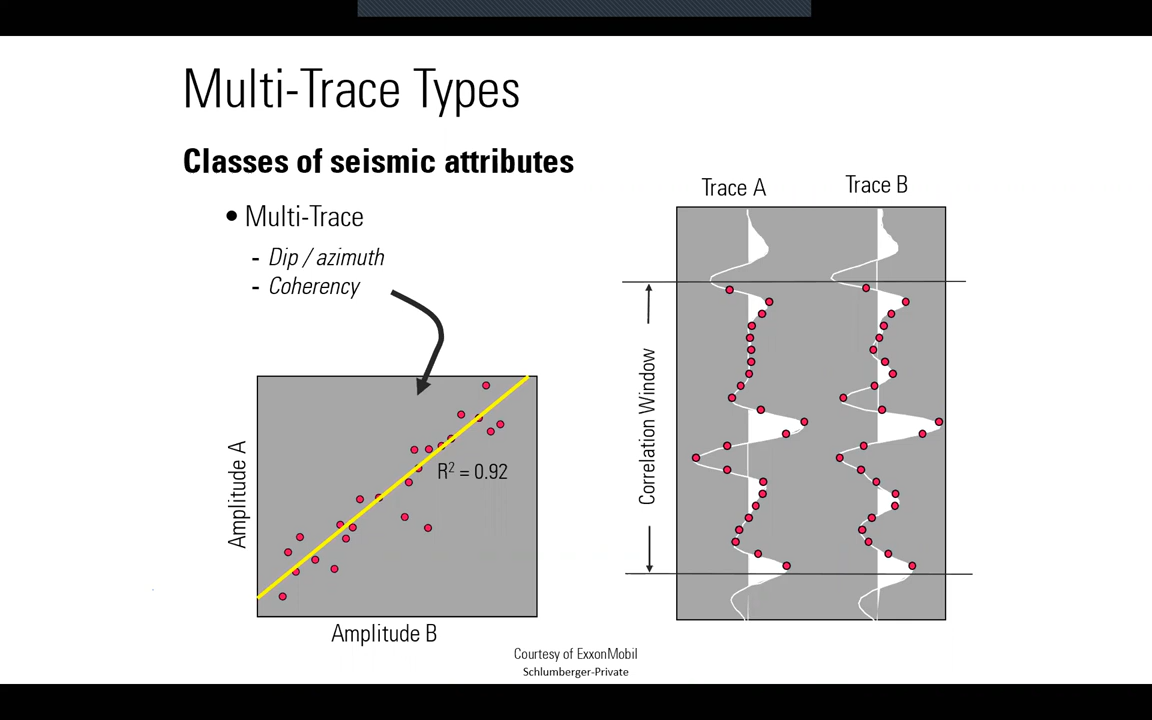 Multi-Trace Types
Classes of seismic attributes
• Multi-Trace
- Dip / azimuth
- Coherency
Amplitude A
R² = 0.92
Amplitude B
Trace A
Trace B
Correlation Window
Courtesy of ExxonMobil
Schlumberger-Private